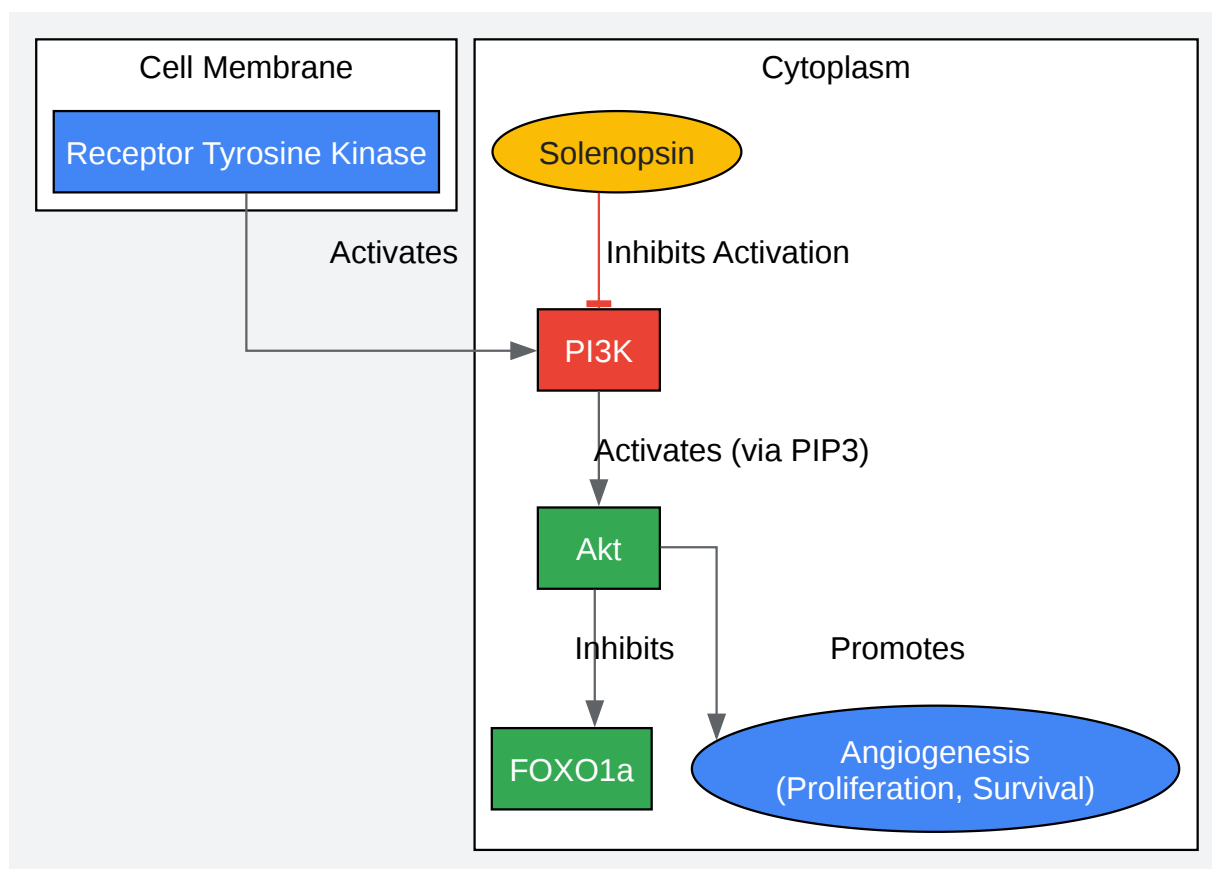 Cell Membrane
Cytoplasm
Receptor Tyrosine Kinase
Solenopsin
Activates
Inhibits Activation
PI3K
Activates (via PIP3)
Akt
Inhibits
Promotes
FOXO1a
Angiogenesis
(Proliferation, Survival)